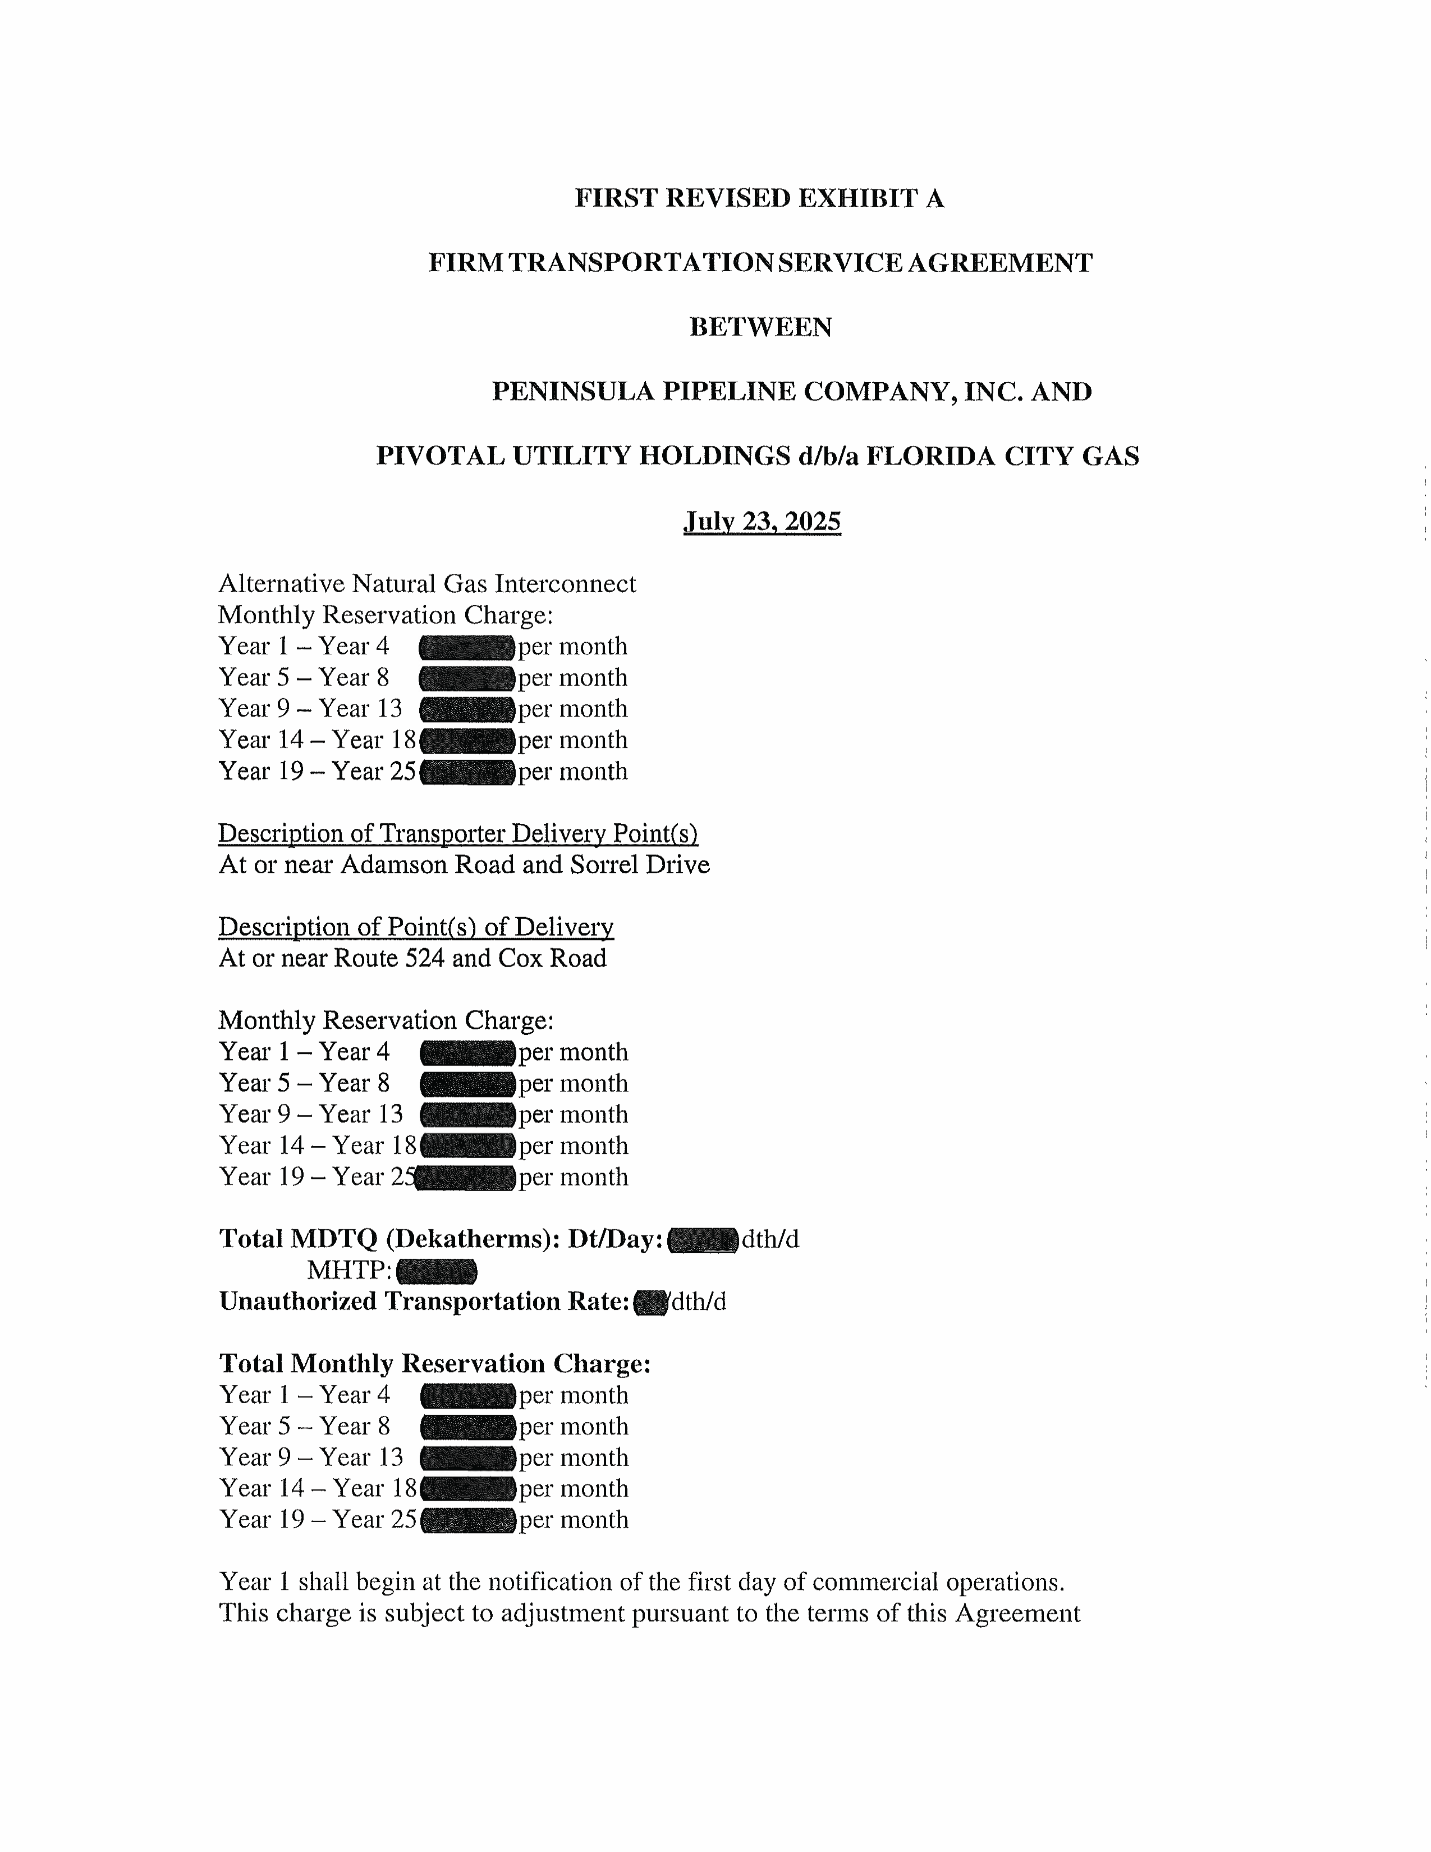 FIRST REVISED EXHIBIT A
FIRM TRANSPORTATION SERVICE AGREEMENT
BETWEEN
PENINSULA PIPELINE COMPANY, INC. AND
PIVOTAL UTILITY HOLDINGS d/b/a FLORIDA CITY GAS
July 23, 2025
Alternative Natural Gas Interconnect
Monthly Reservation Charge:
Year 1 – Year 4 per month
Year 5 – Year 8 per month
Year 9 – Year 13 per month
Year 14 – Year 18 per month
Year 19 – Year 25 per month
Description of Transporter Delivery Point(s)
At or near Adamson Road and Sorrel Drive
Description of Point(s) of Delivery
At or near Route 524 and Cox Road
Monthly Reservation Charge:
Year 1 – Year 4 per month
Year 5 – Year 8 per month
Year 9 – Year 13 per month
Year 14 – Year 18 per month
Year 19 – Year 25 per month
Total MDTQ (Dekatherms): Dt/Day: dth/d
MHTP:
Unauthorized Transportation Rate: /dth/d
Total Monthly Reservation Charge:
Year 1 – Year 4 per month
Year 5 – Year 8 per month
Year 9 – Year 13 per month
Year 14 – Year 18 per month
Year 19 – Year 25 per month
Year 1 shall begin at the notification of the first day of commercial operations.
This charge is subject to adjustment pursuant to the terms of this Agreement